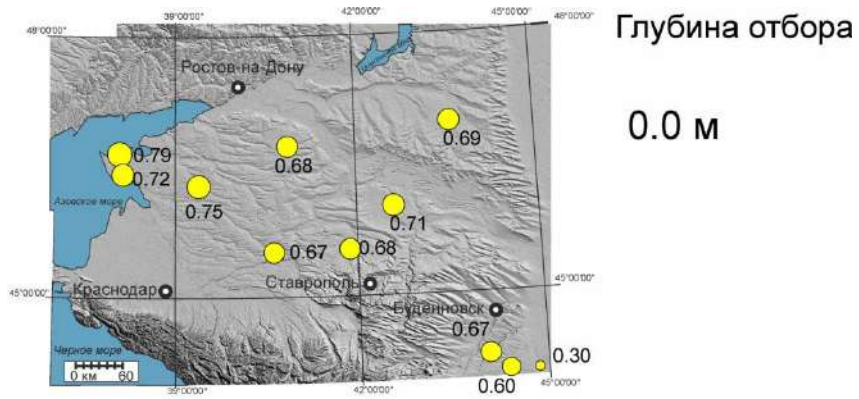 39°00'00"
42°00'00"
45°00'00"
48°00'00"
48°00'00"
Глубина отбора
Ростов-на-Дону
0.0 м
0.69
0.79
0.68
0.72
Азовское море
0.75
0.71
0.67
0.68
Ставрополь
45°00'00"
Краснодар
45°00'00"
Буденновск
0.67
Черное море
0.30
0 км 60
0.60
39°00'00"
42°00'00"
45°00'00"